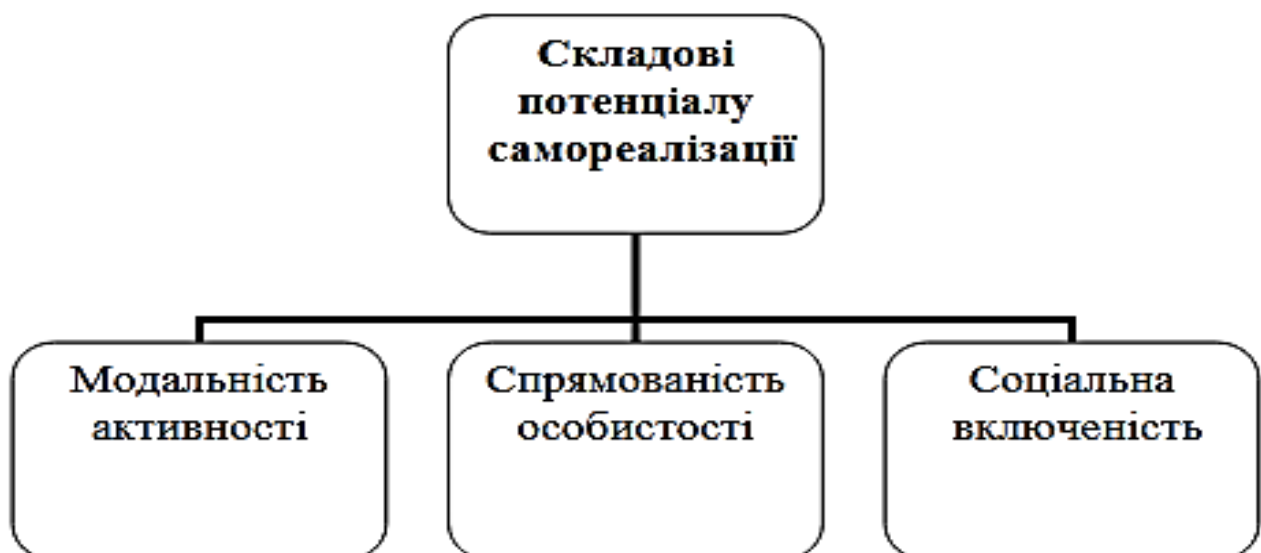 Складові
потенціалу
самореалізації
Модальність
активності
Спрямованість
особистості
Соціальна
включеність